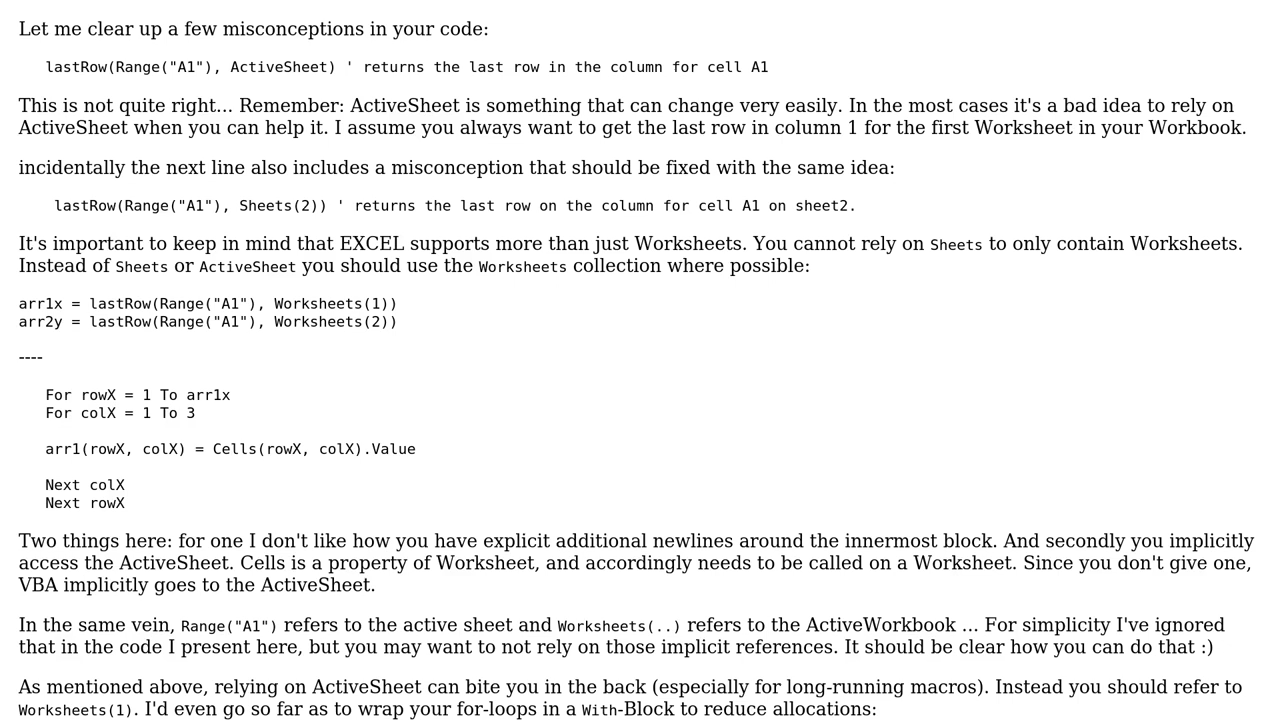 Let me clear up a few misconceptions in your code:
lastRow(Range("A1"), ActiveSheet) ' returns the last row in the column for cell A1
This is not quite right... Remember: ActiveSheet is something that can change very easily. In the most cases it's a bad idea to rely on
ActiveSheet when you can help it. I assume you always want to get the last row in column 1 for the first Worksheet in your Workbook.
incidentally the next line also includes a misconception that should be fixed with the same idea:
lastRow(Range("A1"), Sheets(2)) ' returns the last row on the column for cell A1 on sheet2.
It's important to keep in mind that EXCEL supports more than just Worksheets. You cannot rely on Sheets to only contain Worksheets.
Instead of Sheets or ActiveSheet you should use the Worksheets collection where possible:
arr1x = lastRow(Range("A1"), Worksheets(1))
arr2y = lastRow(Range("A1"), Worksheets(2))
----
For rowX = 1 To arr1x
For colX = 1 To 3
arr1(rowX, colX) = Cells(rowX, colX).Value
Next colX
Next rowX
Two things here: for one I don't like how you have explicit additional newlines around the innermost block. And secondly you implicitly
access the ActiveSheet. Cells is a property of Worksheet, and accordingly needs to be called on a Worksheet. Since you don't give one,
VBA implicitly goes to the ActiveSheet.
In the same vein, Range("A1") refers to the active sheet and Worksheets(..) refers to the ActiveWorkbook ... For simplicity I've ignored
that in the code I present here, but you may want to not rely on those implicit references. It should be clear how you can do that :)
As mentioned above, relying on ActiveSheet can bite you in the back (especially for long-running macros). Instead you should refer to
Worksheets(1). I'd even go so far as to wrap your for-loops in a With-Block to reduce allocations: